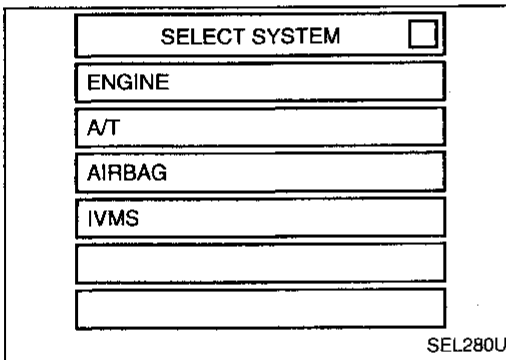 SELECT SYSTEM
ENGINE
A/T
AIRBAG
IVMS
SEL280U